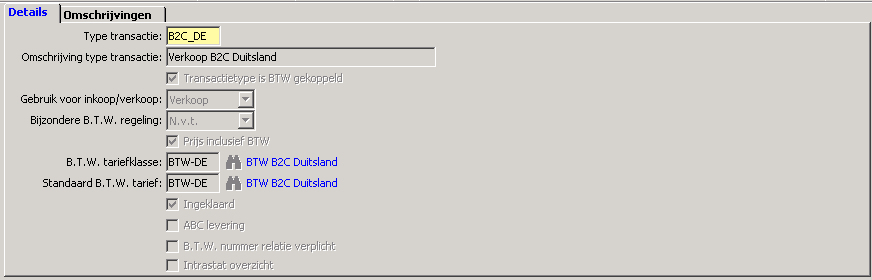 Details Omschrijvingen
Type transactie: B2C_DE
Omschrijving type transactie: Verkoop B2C Duitsland
Transactietype is BTW gekoppeld
Gebruik voor inkoop/verkoop: Verkoop
Bijzondere B.T.W. regeling: N.v.t.
Prijs inclusief BTW
B.T.W. tariefklasse: BTW-DE BTW B2C Duitsland
Standaard B.T.W. tarief: BTW-DE BTW B2C Duitsland
Ingeklaard
ABC levering
B.T.W. nummer relatie verplicht
Intrastat overzicht